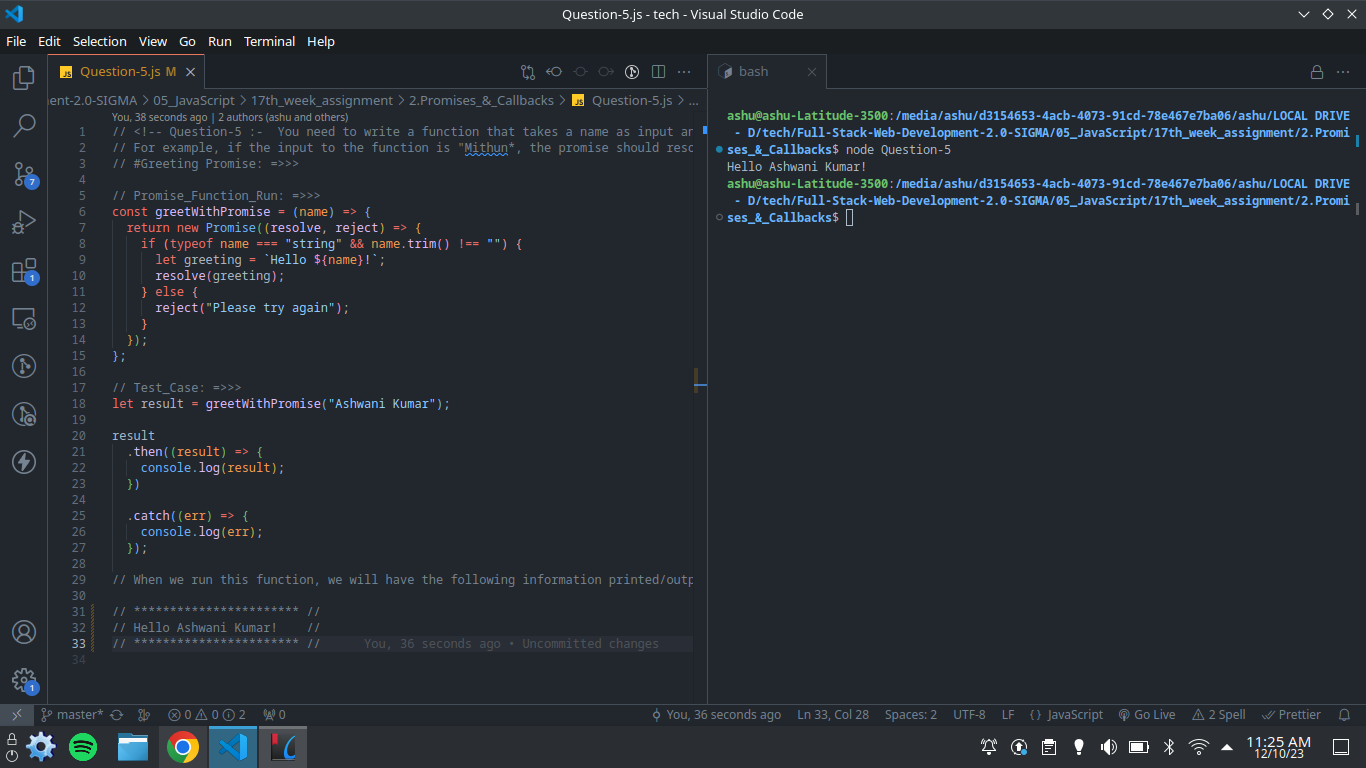 Question-5.js - tech - Visual Studio Code
File Edit Selection View Go Run Terminal Help
Question-5.js M
bash
ent-2.0-SIGMA > 05_JavaScript > 17th_week_assignment > 2.Promises_&_Callbacks > JS Question-5.js > ...
You, 38 seconds ago | 2 authors (ashu and others)
1 // <!-- Question-5 :- You need to write a function that takes a name as input an
2 // For example, if the input to the function is "Mithun*, the promise should reso
3 // #Greeting Promise: =>>>
4
5 // Promise_Function_Run: =>>>
6 const greetWithPromise = (name) => {
7 return new Promise((resolve, reject) => {
8 if (typeof name === "string" && name.trim() !== "") {
9 let greeting = `Hello ${name}!`;
10 resolve(greeting);
11 } else {
12 reject("Please try again");
13 }
14 });
15 };
16
17 // Test_Case: =>>>
18 let result = greetWithPromise("Ashwani Kumar");
19
20 result
21 .then((result) => {
22 console.log(result);
23 })
24
25 .catch((err) => {
26 console.log(err);
27 });
28
29 // When we run this function, we will have the following information printed/outp
30
31 // *********************** //
32 // Hello Ashwani Kumar! //
33 // *********************** // You, 36 seconds ago • Uncommitted changes
34
ashu@ashu-Latitude-3500:/media/ashu/d3154653-4acb-4073-91cd-78e467e7ba06/ashu/LOCAL DRIVE
- D/tech/Full-Stack-Web-Development-2.0-SIGMA/05_JavaScript/17th_week_assignment/2.Promi
ses_&_Callbacks$ node Question-5
Hello Ashwani Kumar!
ashu@ashu-Latitude-3500:/media/ashu/d3154653-4acb-4073-91cd-78e467e7ba06/ashu/LOCAL DRIVE
- D/tech/Full-Stack-Web-Development-2.0-SIGMA/05_JavaScript/17th_week_assignment/2.Promi
ses_&_Callbacks$
7
1
1
master* 0 0 2 0 You, 36 seconds ago Ln 33, Col 28 Spaces: 2 UTF-8 LF {} JavaScript Go Live 2 Spell Prettier
11:25 AM
12/10/23